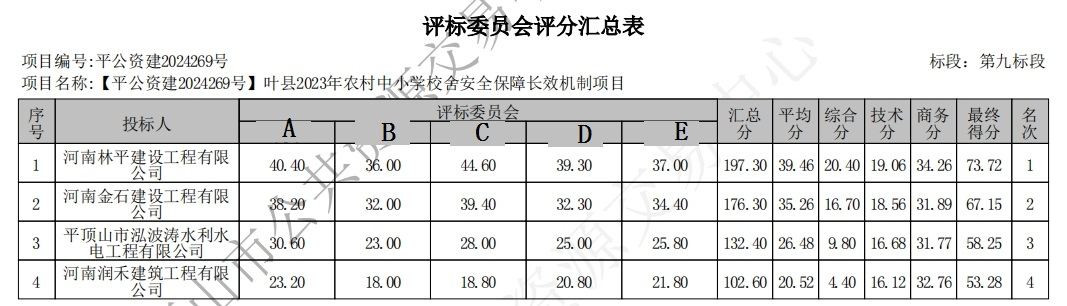 评标委员会评分汇总表
项目编号:平公资建2024269号 标段：第九标段
项目名称:【平公资建2024269号】叶县2023年农村中小学校舍安全保障长效机制项目
序号 投标人 评标委员会 汇总分 平均分 综合分 技术分 商务分 最终得分 名次
A B C D E
1 河南林平建设工程有限公司 40.40 36.00 44.60 39.30 37.00 197.30 39.46 20.40 19.06 34.26 73.72 1
2 河南金石建设工程有限公司 38.20 32.00 39.40 32.30 34.40 176.30 35.26 16.70 18.56 31.89 67.15 2
3 平顶山市泓波涛水利水电工程有限公司 30.60 23.00 28.00 25.00 25.80 132.40 26.48 9.80 16.68 31.77 58.25 3
4 河南润禾建筑工程有限公司 23.20 18.00 18.80 20.80 21.80 102.60 20.52 4.40 16.12 32.76 53.28 4